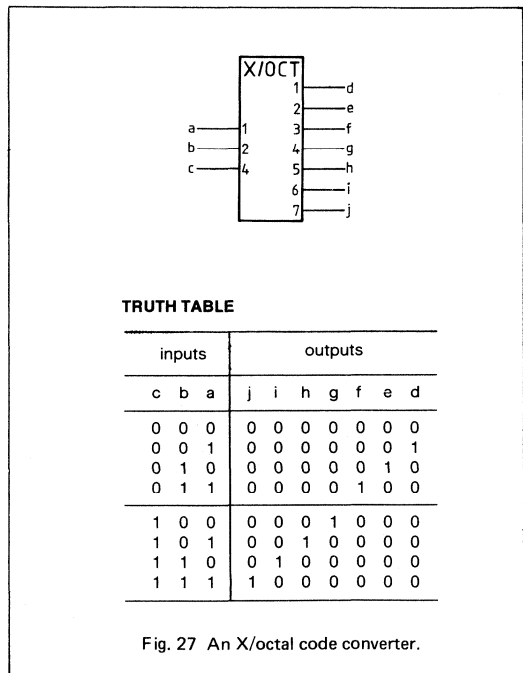 X/OCT
1 d
2 e
a 1 3 f
b 2 4 g
c 4 5 h
6 i
7 j
TRUTH TABLE
inputs outputs
c b a j i h g f e d
0 0 0 0 0 0 0 0 0 0
0 0 1 0 0 0 0 0 0 1
0 1 0 0 0 0 0 0 1 0
0 1 1 0 0 0 0 1 0 0
1 0 0 0 0 0 1 0 0 0
1 0 1 0 0 1 0 0 0 0
1 1 0 0 1 0 0 0 0 0
1 1 1 1 0 0 0 0 0 0
Fig. 27 An X/octal code converter.